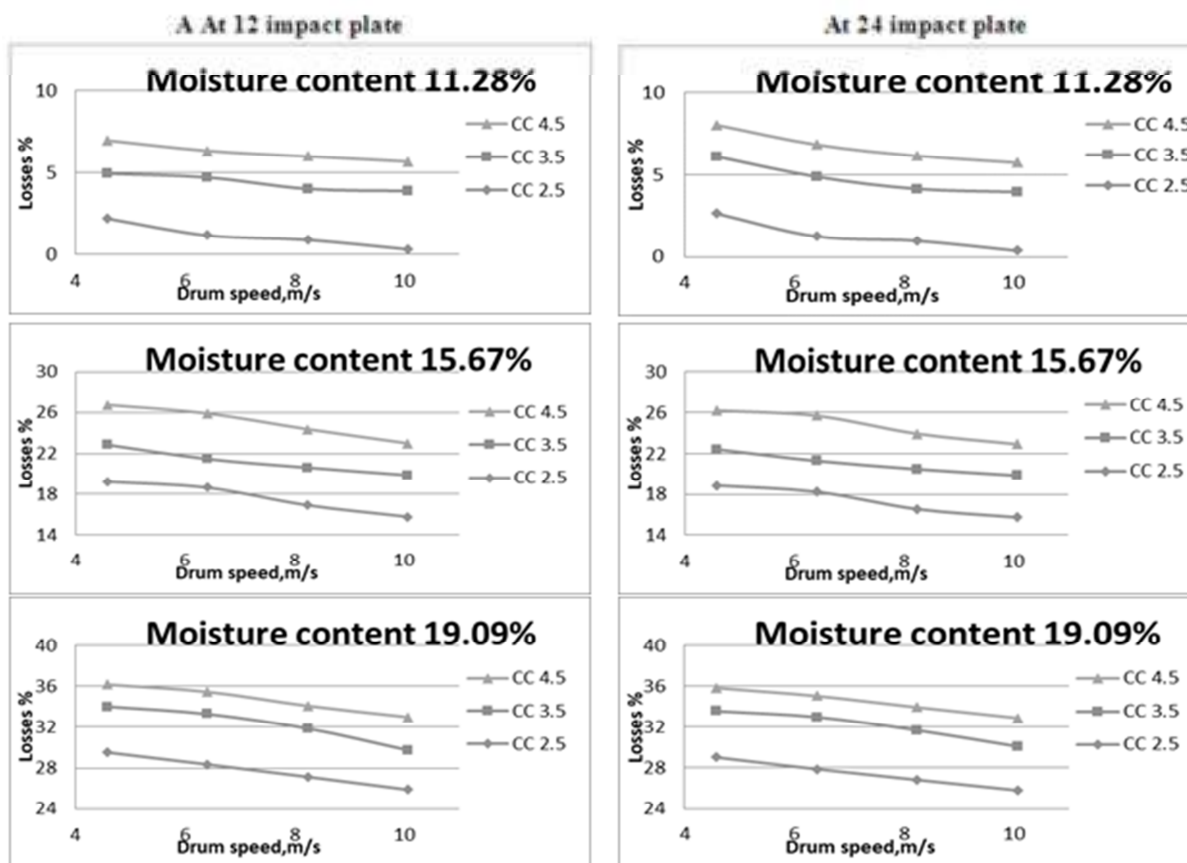 A At 12 impact plate
At 24 impact plate
Moisture content 11.28%
10
5
0
Losses %
CC 4.5
CC 3.5
CC 2.5
4 6 8 10
Drum speed,m/s
Moisture content 11.28%
10
5
0
Losses %
CC 4.5
CC 3.5
CC 2.5
4 6 8 10
Drum speed,m/s
Moisture content 15.67%
30
26
22
18
14
Losses %
CC 4.5
CC 3.5
CC 2.5
4 6 8 10
Drum speed,m/s
Moisture content 15.67%
30
26
22
18
14
Losses %
CC 4.5
CC 3.5
CC 2.5
4 6 8 10
Drum speed,m/s
Moisture content 19.09%
40
36
32
28
24
Losses %
CC 4.5
CC 3.5
CC 2.5
4 6 8 10
Drum speed,m/s
Moisture content 19.09%
40
36
32
28
24
Losses %
CC 4.5
CC 3.5
CC 2.5
4 6 8 10
Drum speed,m/s